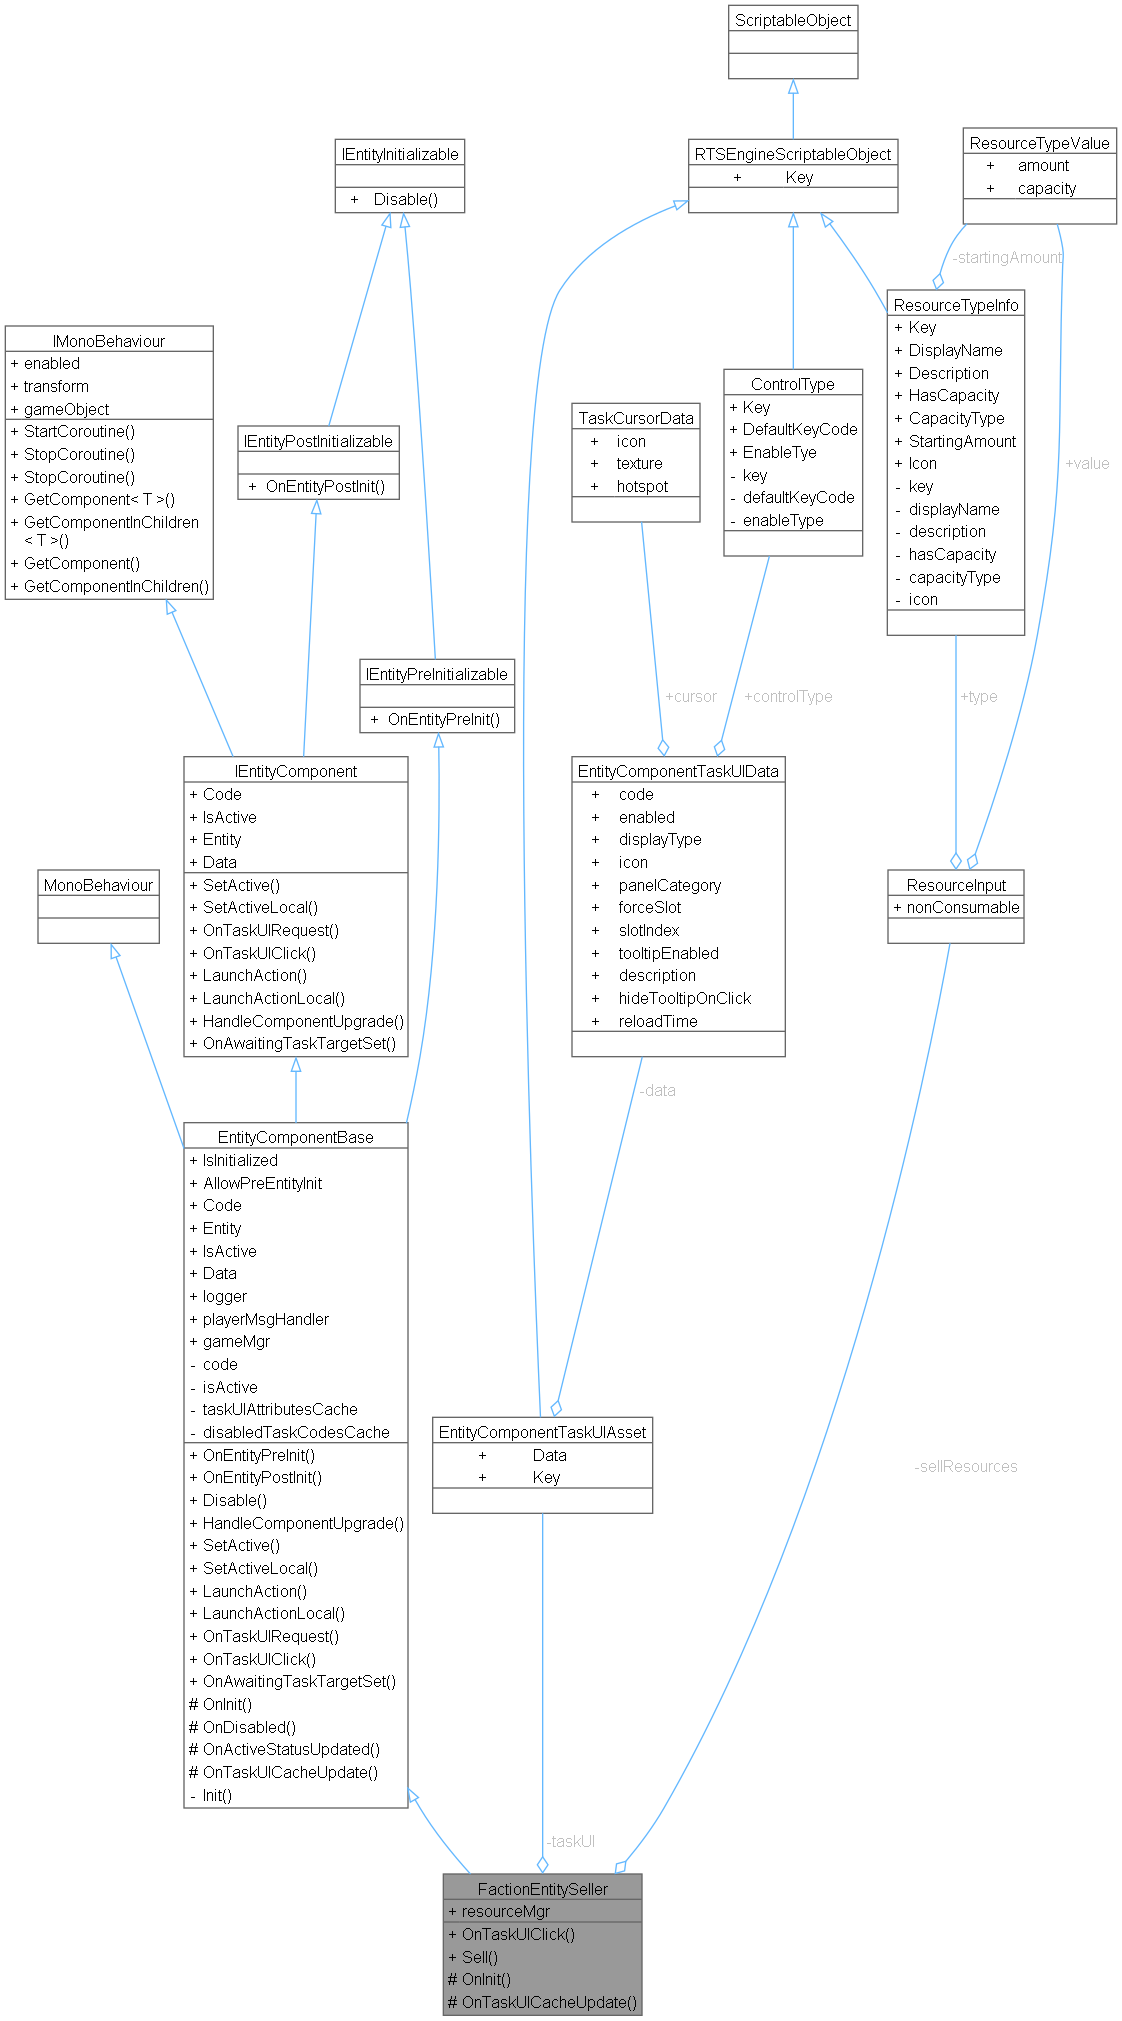 ScriptableObject
IEntityInitializable
+ Disable()
RTSEngineScriptableObject
+ Key
ResourceTypeValue
+ amount
+ capacity
-startingAmount
IMonoBehaviour
+ enabled
+ transform
+ gameObject
+ StartCoroutine()
+ StopCoroutine()
+ StopCoroutine()
+ GetComponent< T >()
+ GetComponentInChildren
< T >()
+ GetComponent()
+ GetComponentInChildren()
IEntityPostInitializable
+ OnEntityPostInit()
TaskCursorData
+ icon
+ texture
+ hotspot
ControlType
+ Key
+ DefaultKeyCode
+ EnableTye
- key
- defaultKeyCode
- enableType
ResourceTypeInfo
+ Key
+ DisplayName
+ Description
+ HasCapacity
+ CapacityType
+ StartingAmount
+ Icon
- key
- displayName
- description
- hasCapacity
- capacityType
- icon
+value
IEntityPreInitializable
+ OnEntityPreInit()
+cursor
+controlType
+type
IEntityComponent
+ Code
+ IsActive
+ Entity
+ Data
+ SetActive()
+ SetActiveLocal()
+ OnTaskUIRequest()
+ OnTaskUIClick()
+ LaunchAction()
+ LaunchActionLocal()
+ HandleComponentUpgrade()
+ OnAwaitingTaskTargetSet()
EntityComponentTaskUIData
+ code
+ enabled
+ displayType
+ icon
+ panelCategory
+ forceSlot
+ slotIndex
+ tooltipEnabled
+ description
+ hideTooltipOnClick
+ reloadTime
MonoBehaviour
ResourceInput
+ nonConsumable
-data
EntityComponentBase
+ IsInitialized
+ AllowPreEntityInit
+ Code
+ Entity
+ IsActive
+ Data
+ logger
+ playerMsgHandler
+ gameMgr
- code
- isActive
- taskUIAttributesCache
- disabledTaskCodesCache
+ OnEntityPreInit()
+ OnEntityPostInit()
+ Disable()
+ HandleComponentUpgrade()
+ SetActive()
+ SetActiveLocal()
+ LaunchAction()
+ LaunchActionLocal()
+ OnTaskUIRequest()
+ OnTaskUIClick()
+ OnAwaitingTaskTargetSet()
# OnInit()
# OnDisabled()
# OnActiveStatusUpdated()
# OnTaskUICacheUpdate()
- Init()
EntityComponentTaskUIAsset
+ Data
+ Key
-sellResources
-taskUI
FactionEntitySeller
+ resourceMgr
+ OnTaskUIClick()
+ Sell()
# OnInit()
# OnTaskUICacheUpdate()